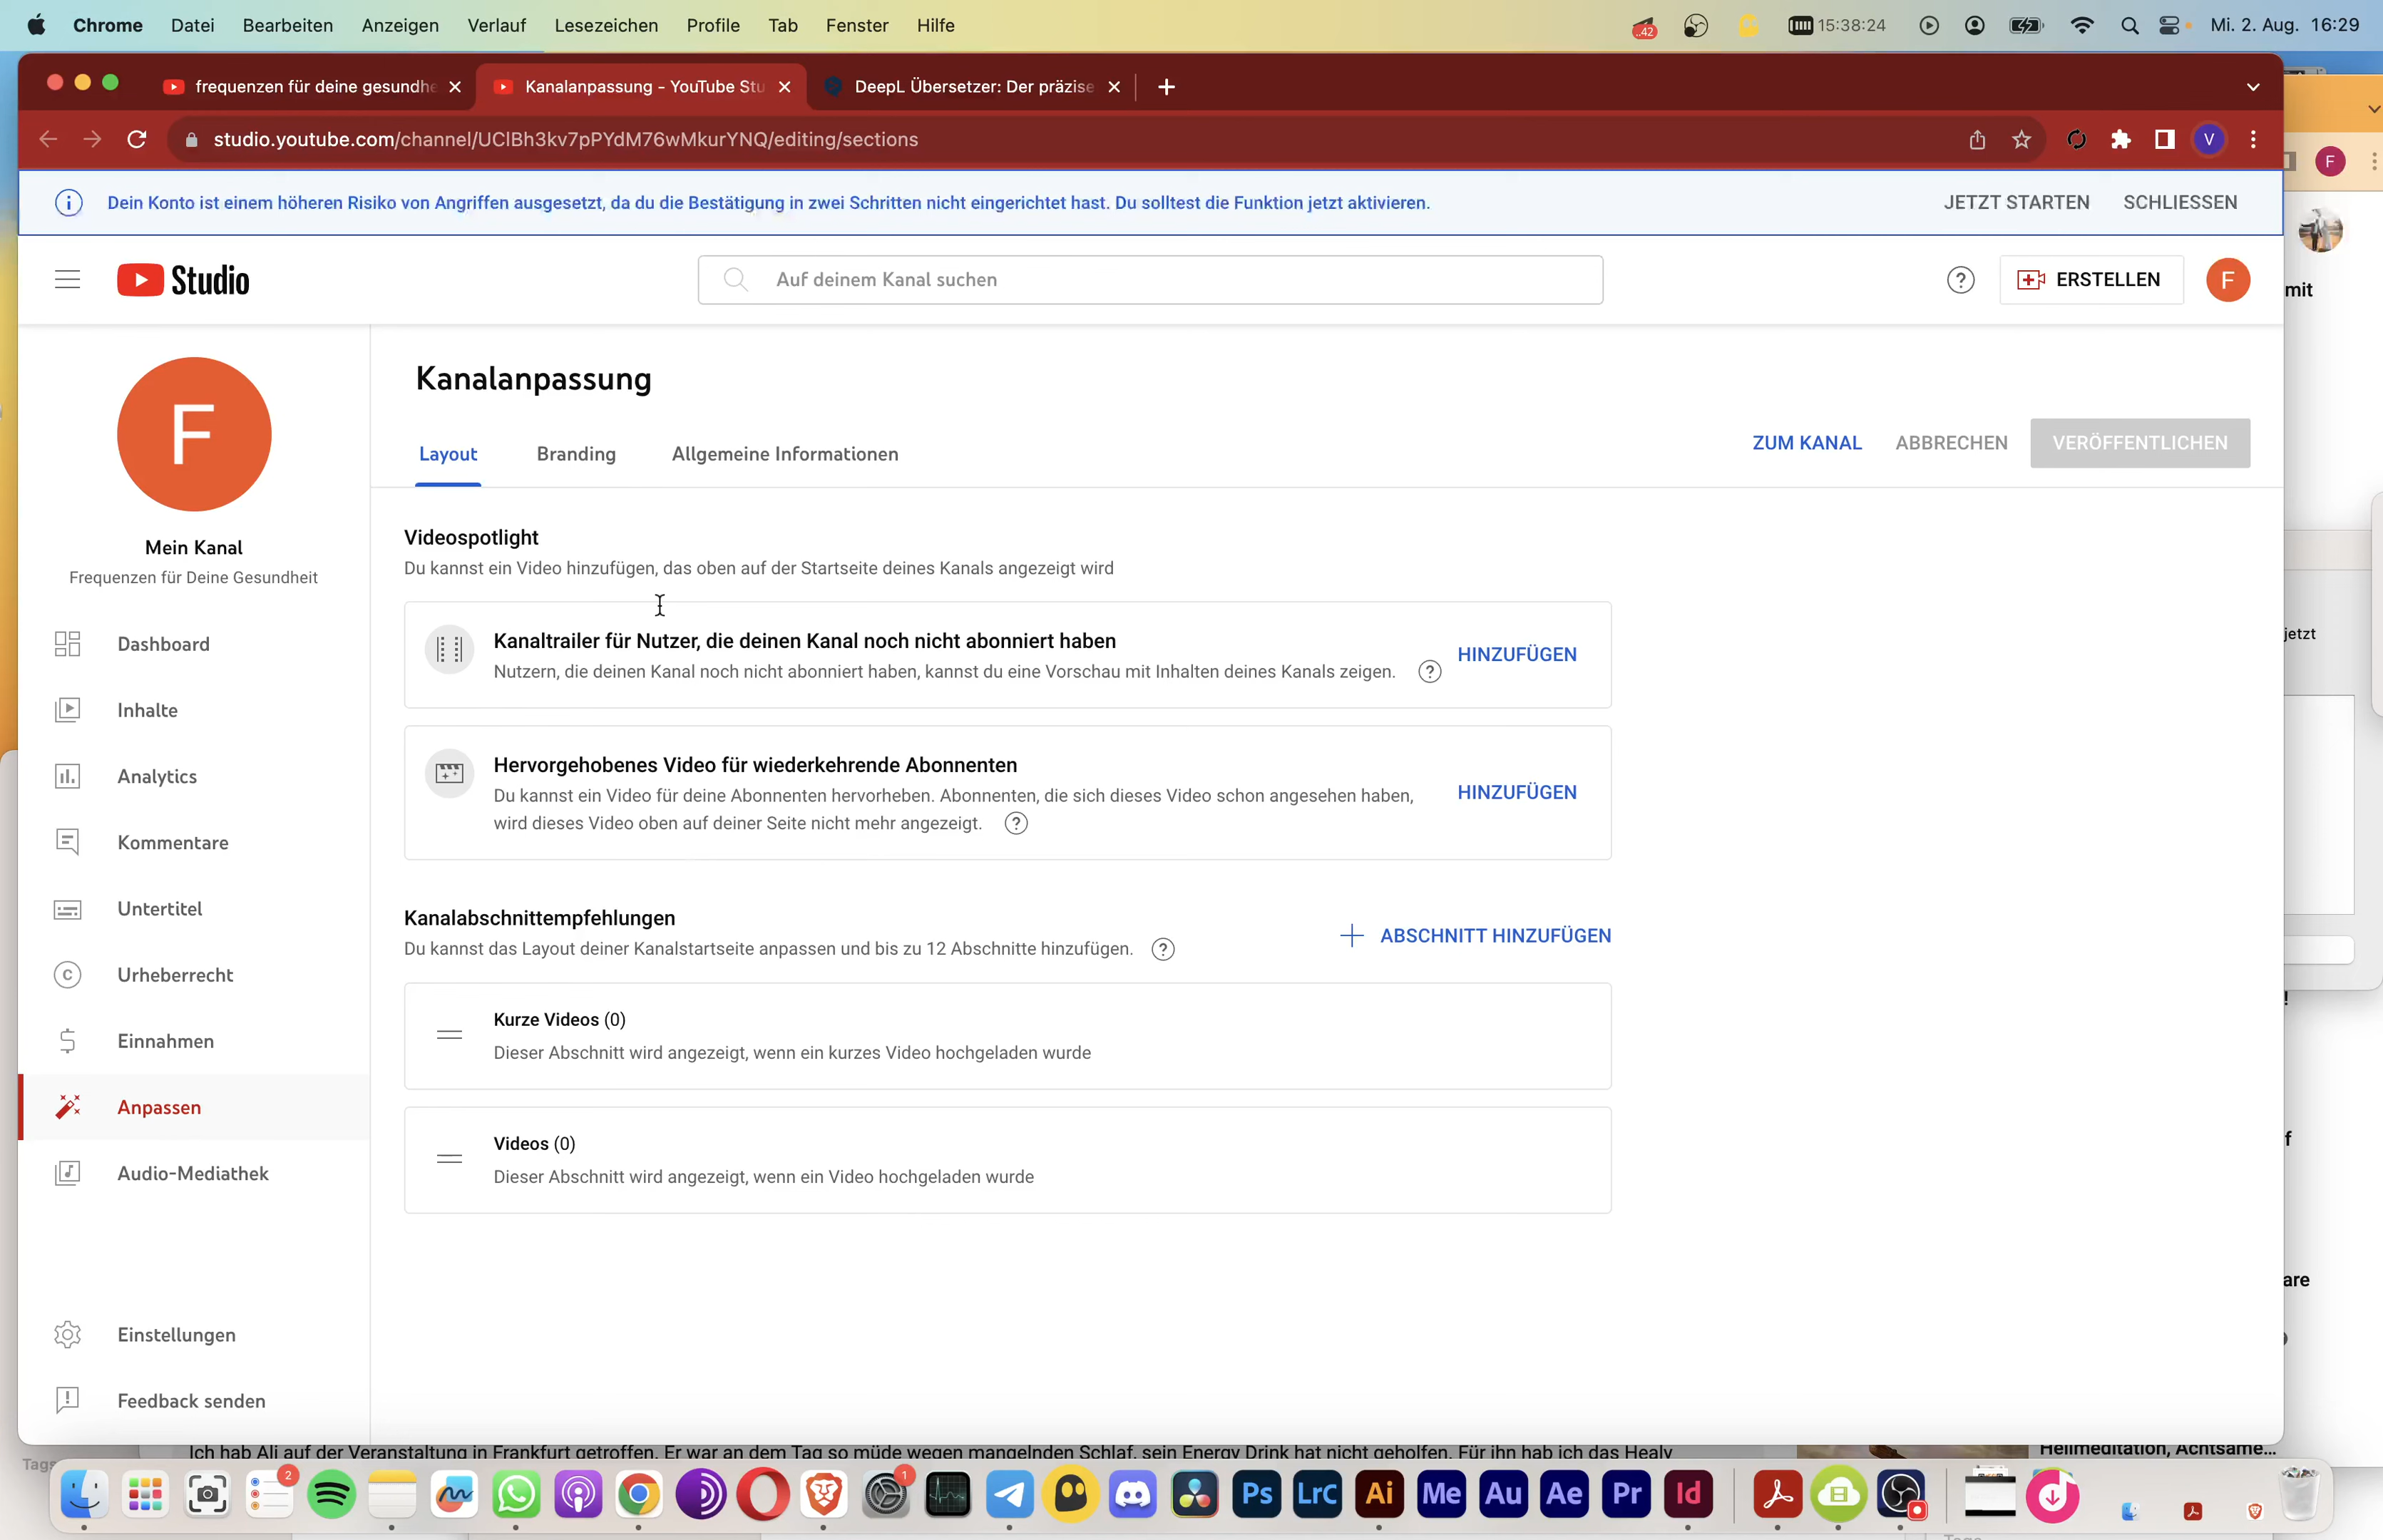 Chrome Datei Bearbeiten Anzeigen Verlauf Lesezeichen Profile Tab Fenster Hilfe
..42 15:38:24 Mi. 2. Aug. 16:29
frequenzen für deine gesundhe Kanalanpassung - YouTube Stu DeepL Übersetzer: Der präzise
studio.youtube.com/channel/UClBh3kv7pPYdM76wMkurYNQ/editing/sections V F
Dein Konto ist einem höheren Risiko von Angriffen ausgesetzt, da du die Bestätigung in zwei Schritten nicht eingerichtet hast. Du solltest die Funktion jetzt aktivieren. JETZT STARTEN SCHLIESSEN
Studio Auf deinem Kanal suchen ? ERSTELLEN F
mit
Kanalanpassung
F
Layout Branding Allgemeine Informationen ZUM KANAL ABBRECHEN VERÖFFENTLICHEN
Mein Kanal
Frequenzen für Deine Gesundheit
Videospotlight
Du kannst ein Video hinzufügen, das oben auf der Startseite deines Kanals angezeigt wird
Kanaltrailer für Nutzer, die deinen Kanal noch nicht abonniert haben
Nutzern, die deinen Kanal noch nicht abonniert haben, kannst du eine Vorschau mit Inhalten deines Kanals zeigen. ?
HINZUFÜGEN
jetzt
Hervorgehobenes Video für wiederkehrende Abonnenten
Du kannst ein Video für deine Abonnenten hervorheben. Abonnenten, die sich dieses Video schon angesehen haben,
wird dieses Video oben auf deiner Seite nicht mehr angezeigt. ?
HINZUFÜGEN
Kanalabschnittempfehlungen
Du kannst das Layout deiner Kanalstartseite anpassen und bis zu 12 Abschnitte hinzufügen. ?
ABSCHNITT HINZUFÜGEN
Kurze Videos (0)
Dieser Abschnitt wird angezeigt, wenn ein kurzes Video hochgeladen wurde
Videos (0)
Dieser Abschnitt wird angezeigt, wenn ein Video hochgeladen wurde
Dashboard
Inhalte
Analytics
Kommentare
Untertitel
Urheberrecht
Einnahmen
Anpassen
Audio-Mediathek
Einstellungen
Feedback senden
!
f
are
Ich hab Ali auf der Veranstaltung in Frankfurt getroffen. Er war an dem Tag so müde wegen mangelnden Schlaf, sein Energy Drink hat nicht geholfen. Für ihn hab ich das Healy
Heilmeditation, Achtsame...
Tags
2 1 Ps LrC Ai Me Au Ae Pr Id